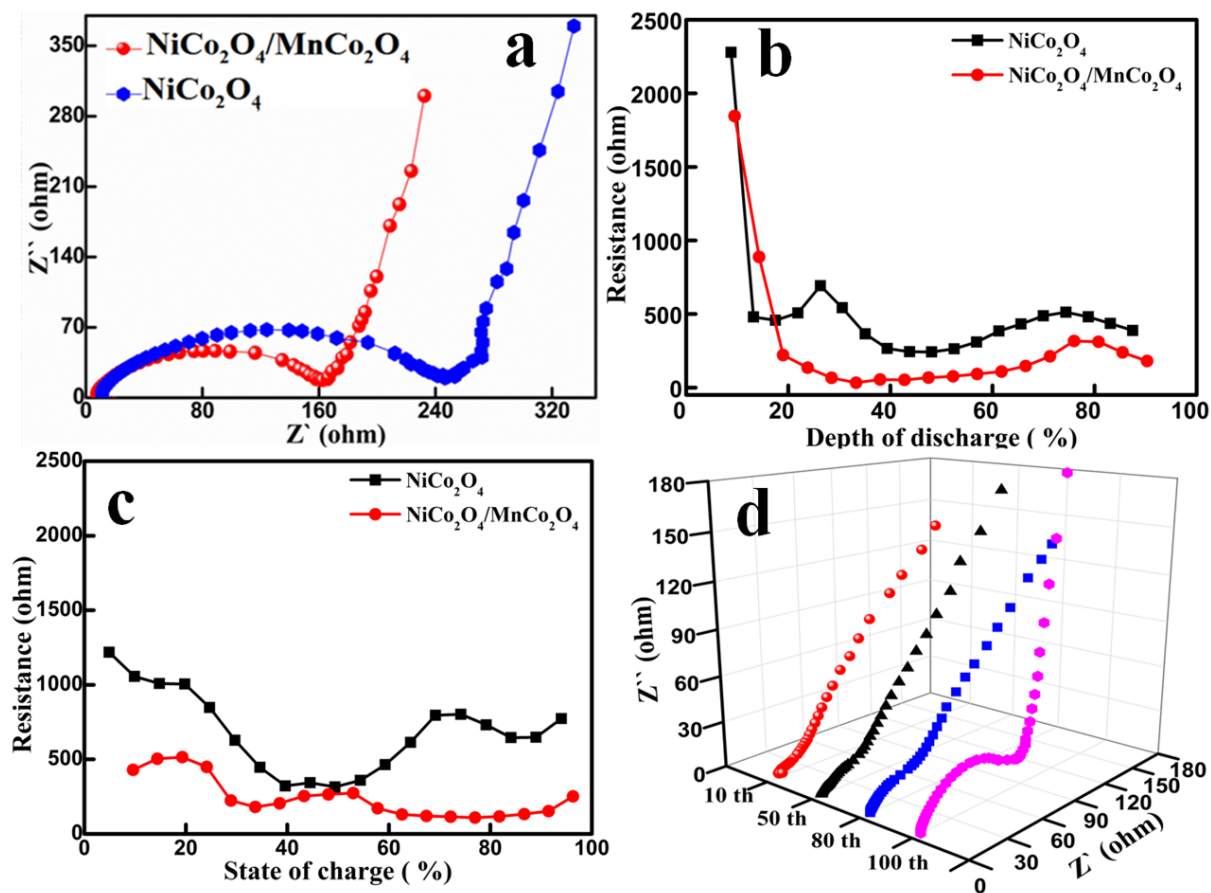 a
NiCo₂O₄/MnCo₂O₄
NiCo₂O₄
350
280
210
140
70
0
Z`` (ohm)
80
160
240
320
Z` (ohm)
b
NiCo₂O₄
NiCo₂O₄/MnCo₂O₄
2500
2000
1500
1000
500
0
Resistance (ohm)
0
20
40
60
80
100
Depth of discharge ( %)
c
NiCo₂O₄
NiCo₂O₄/MnCo₂O₄
2500
2000
1500
1000
500
0
Resistance (ohm)
0
20
40
60
80
100
State of charge ( %)
d
180
150
120
90
60
30
0
Z`` (ohm)
10 th
50 th
80 th
100 th
0
30
60
90
120
150
180
Z` (ohm)